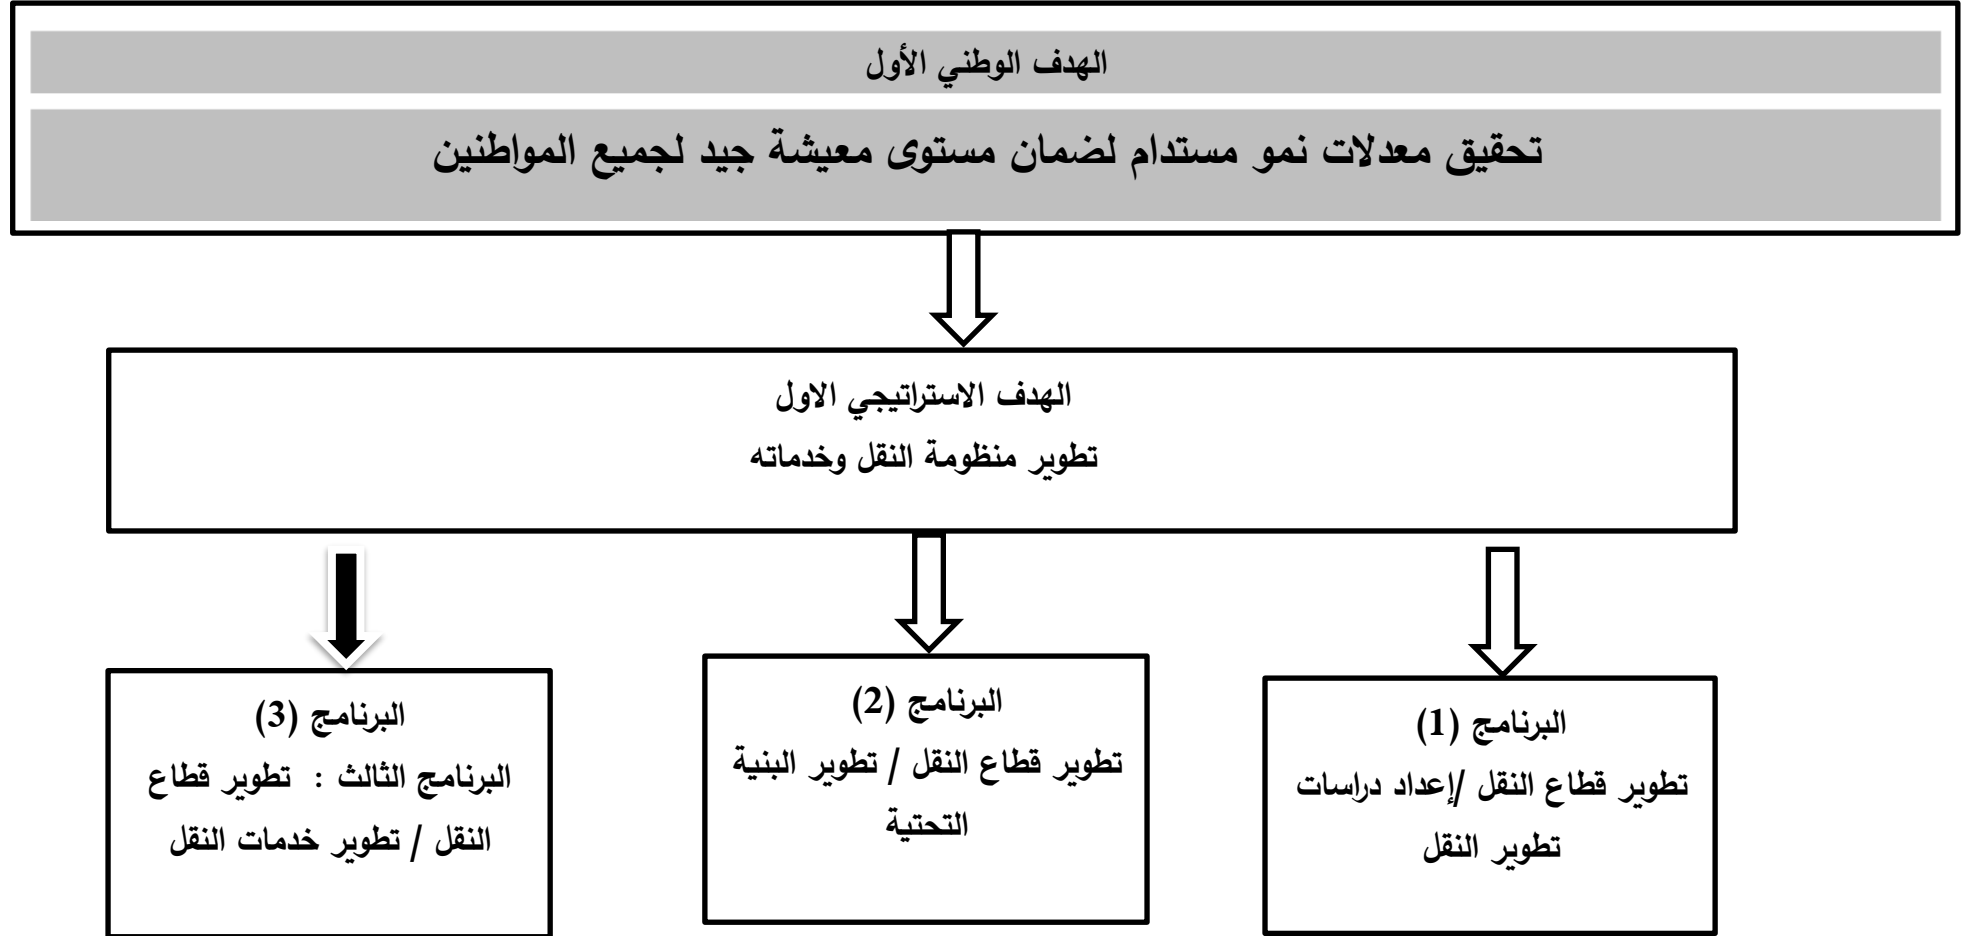 الهدف الوطني الأول
تحقيق معدلات نمو مستدام لضمان مستوى معيشة جيد لجميع المواطنين
الهدف الاستراتيجي الاول
تطوير منظومة النقل وخدماته
البرنامج (1)
تطوير قطاع النقل /إعداد دراسات
تطوير النقل
البرنامج (2)
تطوير قطاع النقل / تطوير البنية
التحتية
البرنامج (3)
البرنامج الثالث : تطوير قطاع
النقل / تطوير خدمات النقل